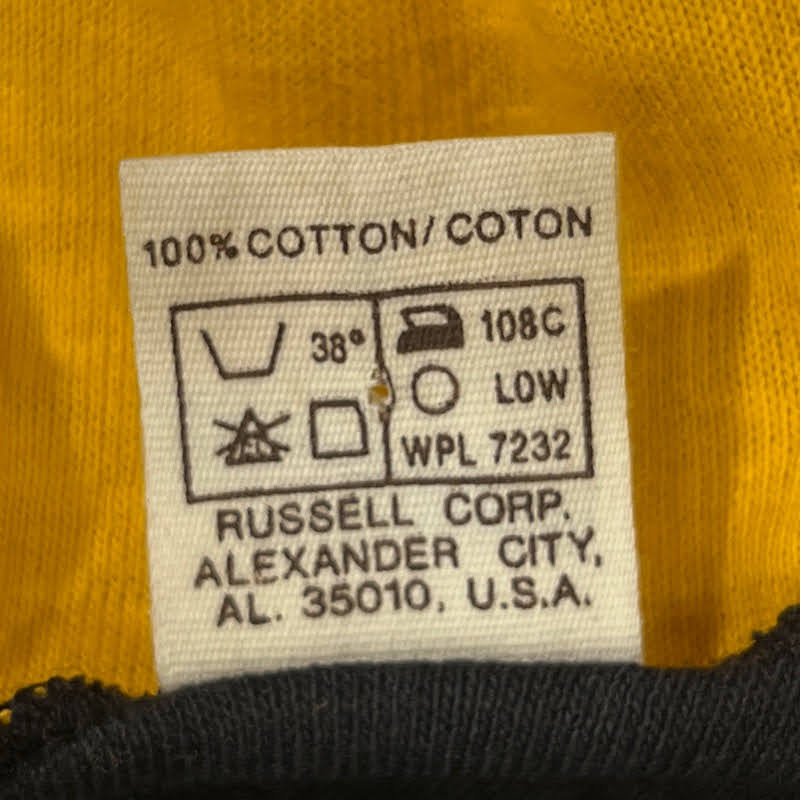 100% COTTON/ COTON
38°
108C
LOW
WPL 7232
RUSSELL CORP.
ALEXANDER CITY,
AL. 35010, U.S.A.